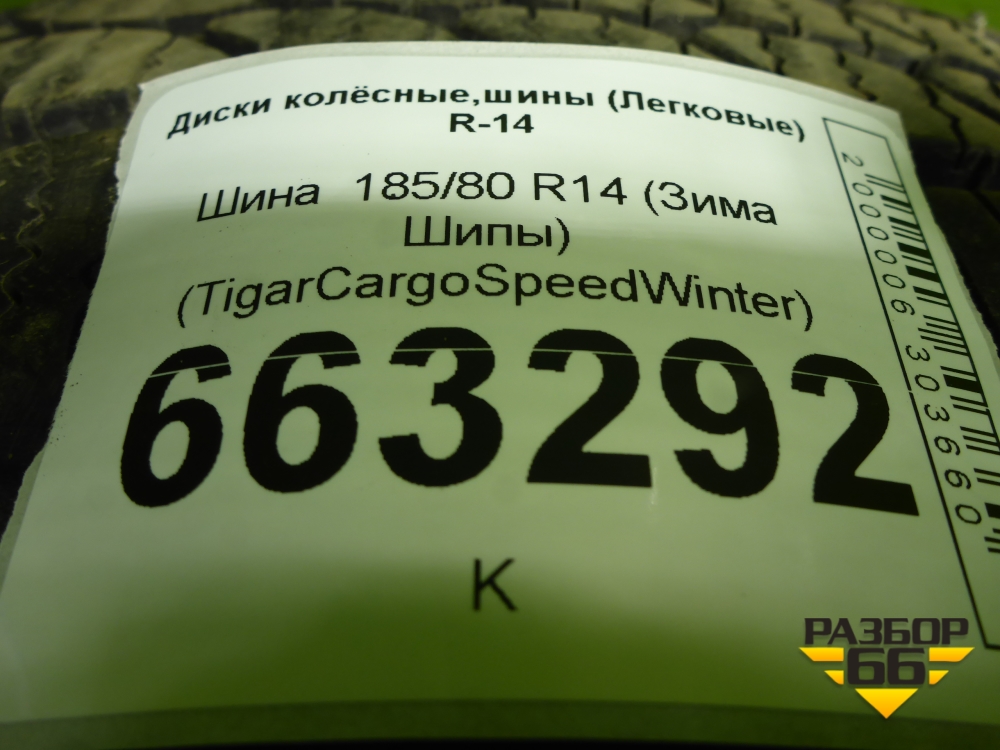 Диски колёсные,шины (Легковые)
R-14
Шина 185/80 R14 (Зима
Шипы)
(TigarCargoSpeedWinter)
663292
К
2000006303660
РАЗБОР
66